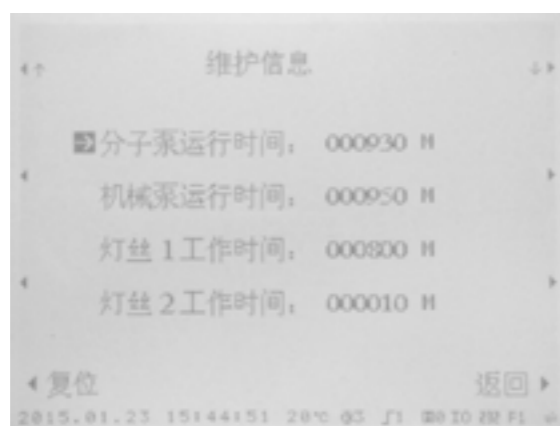 维护信息
分子泵运行时间: 000930 H
机械泵运行时间: 000950 H
灯丝 1 工作时间: 000800 H
灯丝 2 工作时间: 000010 H
复位 返回
2015.01.23 15:44:51 20℃